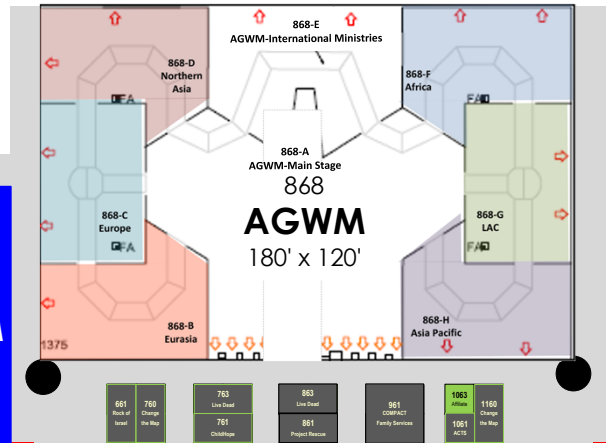 868-E
AGWM-International Ministries
868-D
Northern
Asia
868-F
Africa
FA
FA
868-A
AGWM-Main Stage
868
AGWM
180' x 120'
868-C
Europe
FA
868-G
LAC
FA
868-B
Eurasia
868-H
Asia Pacific
1375
A
661
Rock of
Israel
760
Change
the Map
763
Live Dead
761
ChildHope
863
Live Dead
861
Project Rescue
961
COMPACT
Family Services
1063
Affiliate
1061
ACTS
1160
Change
the Map